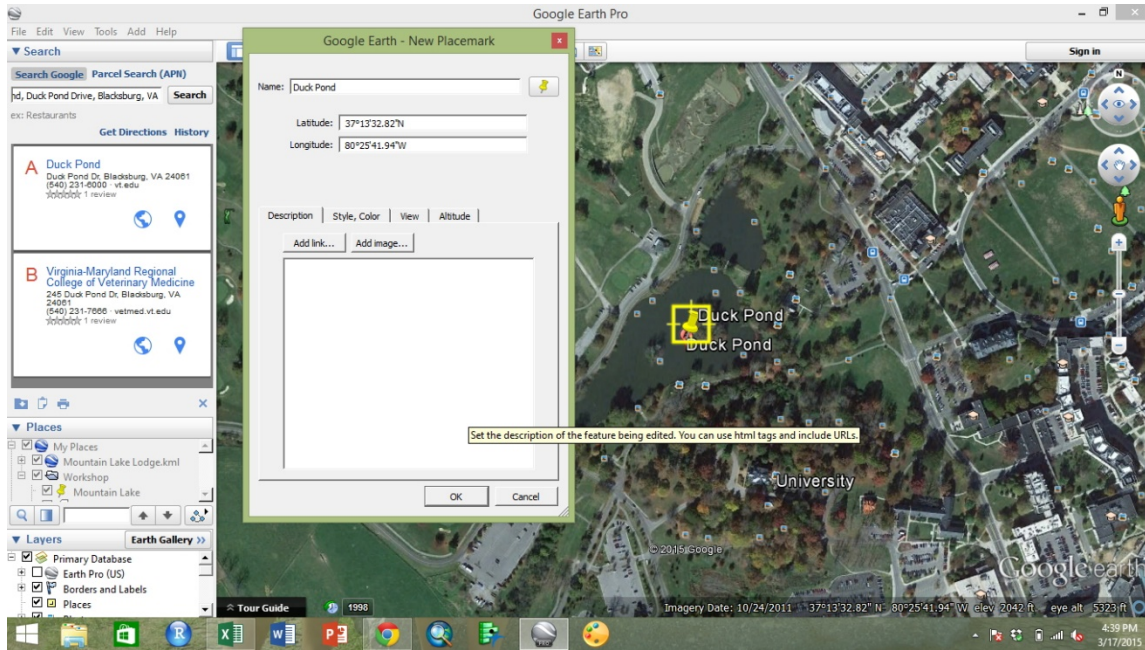 Google Earth Pro
File Edit View Tools Add Help
▼ Search
Search Google Parcel Search (APN)
nd, Duck Pond Drive, Blacksburg, VA Search
ex: Restaurants
Get Directions History
A Duck Pond
Duck Pond Dr, Blacksburg, VA 24061
(540) 231-6000 · vt.edu
1 review
B Virginia-Maryland Regional
College of Veterinary Medicine
245 Duck Pond Dr, Blacksburg, VA
24061
(540) 231-7666 · vetmed.vt.edu
1 review
▼ Places
My Places
Mountain Lake Lodge.kml
Workshop
Mountain Lake
▼ Layers Earth Gallery >>
Primary Database
Earth Pro (US)
Borders and Labels
Places
Google Earth - New Placemark
Name: Duck Pond
Latitude: 37°13'32.82"N
Longitude: 80°25'41.94"W
Description Style, Color View Altitude
Add link... Add image...
Set the description of the feature being edited. You can use html tags and include URLs.
OK Cancel
Sign in
N
Duck Pond
Duck Pond
University
© 2015 Google
Google earth
Tour Guide 1998
Imagery Date: 10/24/2011 37°13'32.82" N 80°25'41.94" W elev 2042 ft eye alt 5323 ft
4:39 PM
3/17/2015